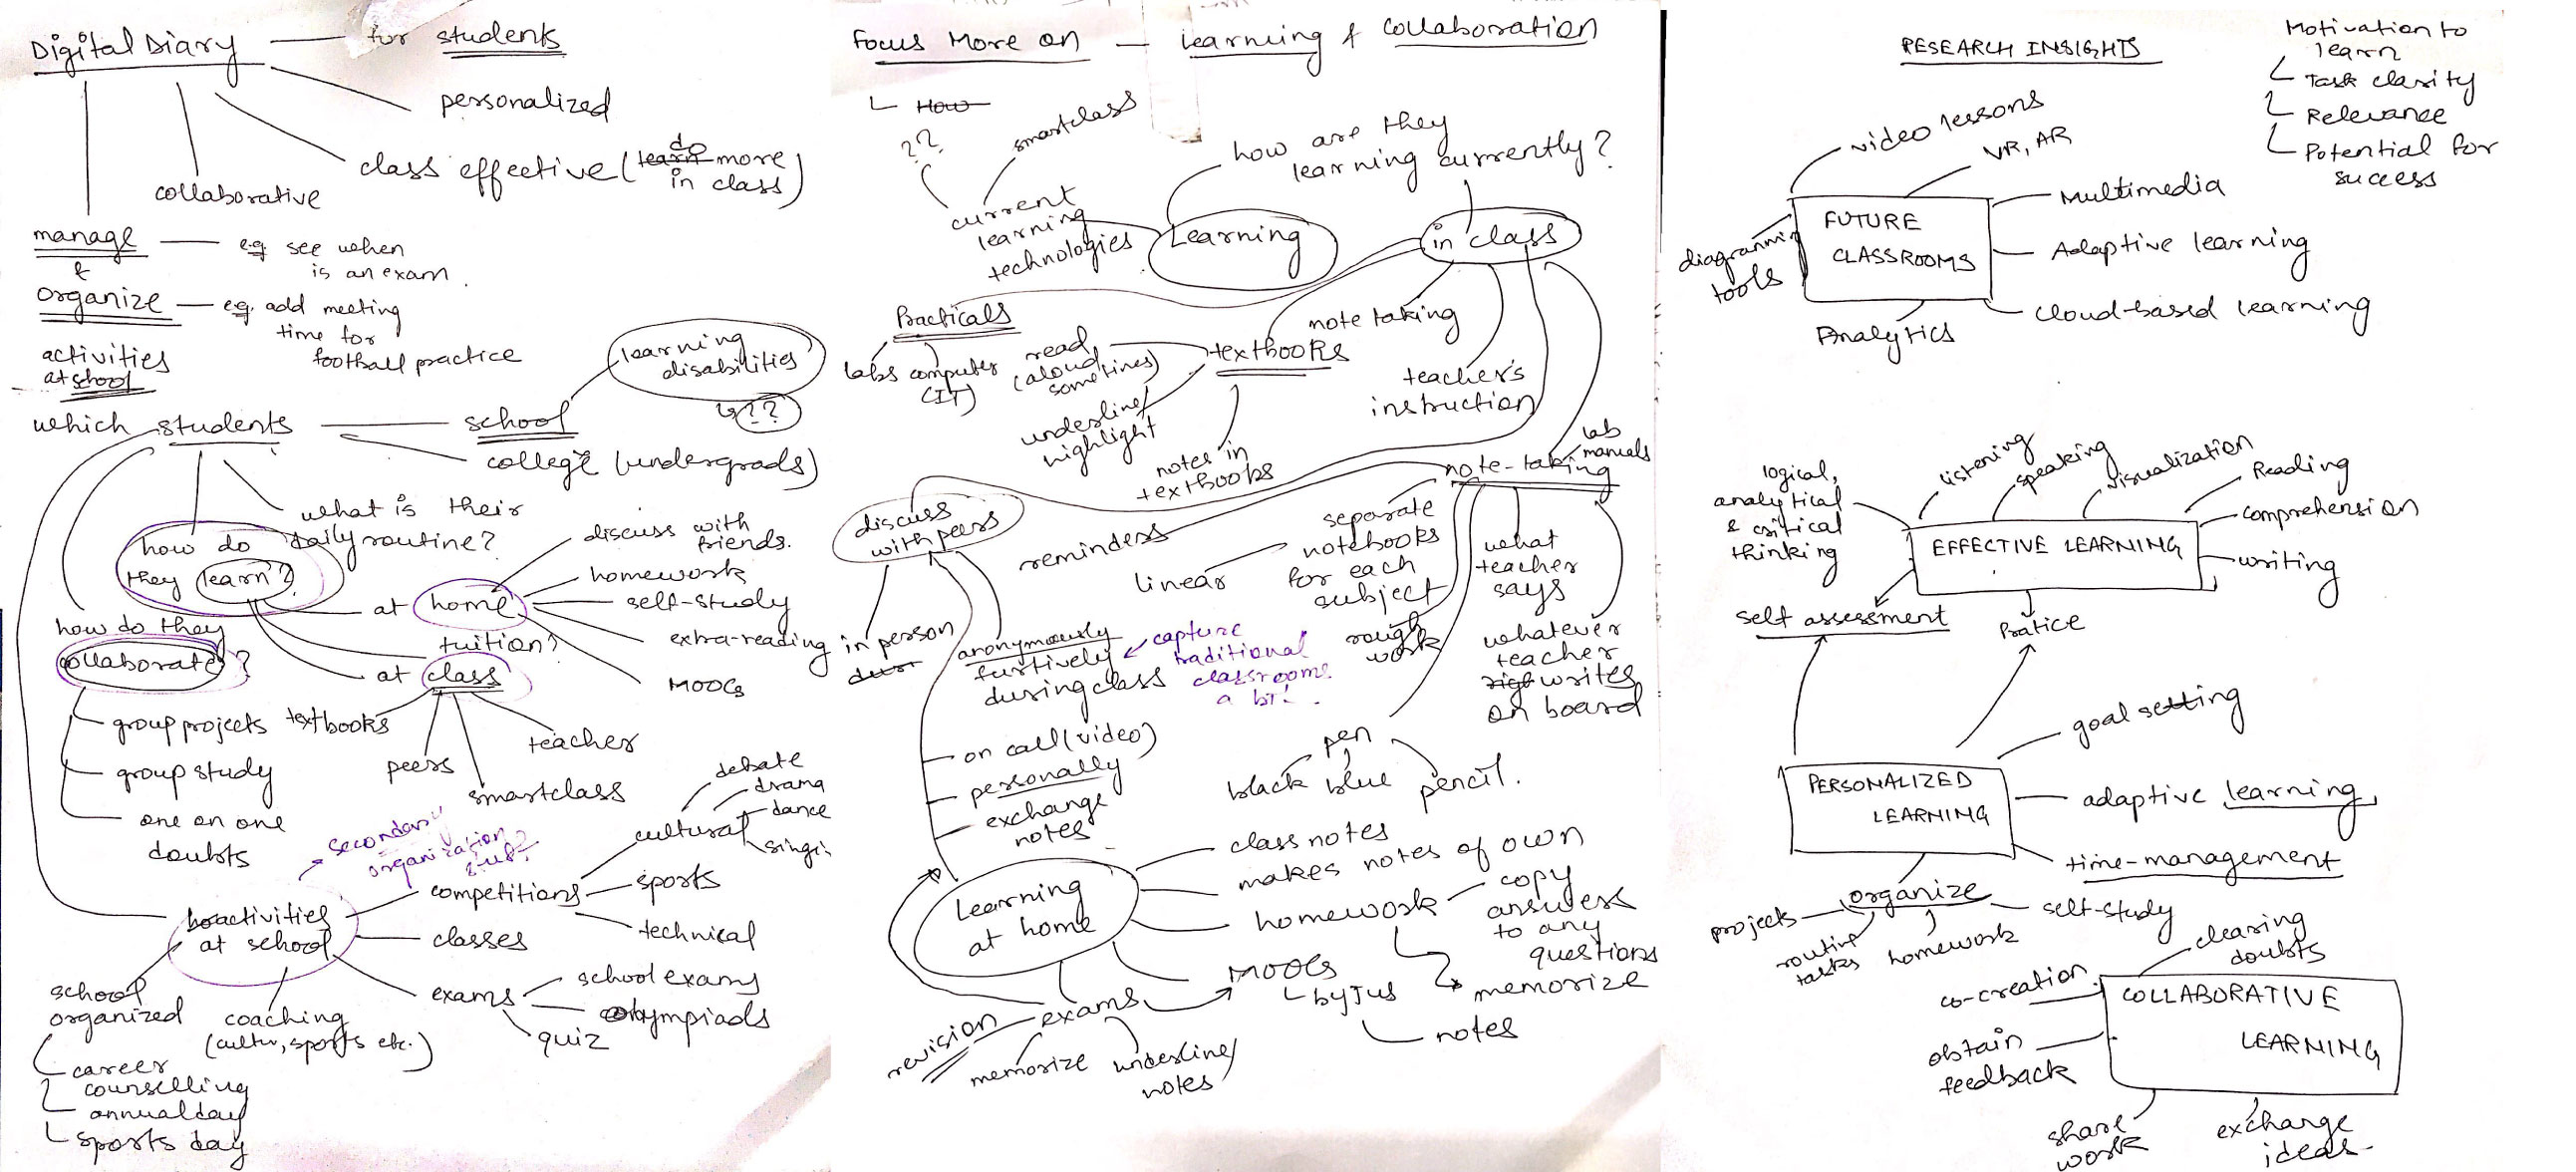 Digital Diary
for students
personalized
class effective (learn do more
in class)
collaborative
manage
&
organize
activities
at school
eg. see when
is an exam.
eg. add meeting
time for
football practice
learning
disabilities
??
which students
school
college (undergrads)
what is their
daily routine?
how do
they learn?
at home
discuss with
friends.
homework
self-study
extra-reading
MOOCs
tuition?
at class
textbooks
peers
smartclass
teacher
how do they
collaborate?
group projects
group study
one on one
doubts
organization
activities
at school
competitions
cultural
debate
drama
dance
sports
technical
classes
exams
school exams
olympiads
quiz
school
organized
coaching
(cultu, sports etc.)
career
counselling
annual day
sports day
Focus More on — Learning & Collaboration
How
??
smartclass
current
learning
technologies
how are they
learning currently?
Learning
in class
Practicals
labs computer
(IT)
read
(aloud
sometimes)
textbooks
underline/
highlight
notes in
textbooks
note taking
teacher's
instruction
lab
manuals
note-taking
discuss
with peers
reminders
linear
separate
notebooks
for each
subject
what
teacher
says
rough
work
whatever
teacher
writes
on board
in person
anonymously
furtively
during class
capture
traditional
classrooms
a bit!
on call (video)
personally
exchange
notes
pen
black blue
pencil.
Learning
at home
class notes
makes notes of own
homework
copy
answers
to any
questions
memorize
MOOCs
byjus
notes
exams
revision
memorize
underline/
notes
RESEARCH INSIGHTS
Motivation to
learn
Task clarity
Relevance
Potential for
sucess
video lessons
VR, AR
Multimedia
Adaptive learning
Cloud-based learning
Analytics
diagramming
tools
FUTURE
CLASSROOMS
logical,
analytical
& critical
thinking
listening
speaking
visualization
Reading
comprehension
writing
EFFECTIVE LEARNING
self assessment
Pratice
PERSONALIZED
LEARNING
goal setting
adaptive learning
time-management
organize
projects
routine
tasks
homework
self-study
COLLABORATIVE
LEARNING
clearing
doubts
co-creation
obtain
feedback
share
work
exchange
ideas